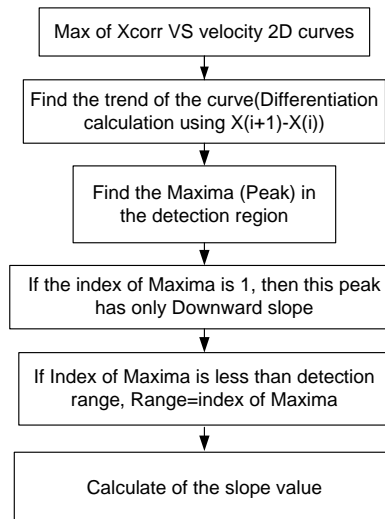 Max of Xcorr VS velocity 2D curves
Find the trend of the curve(Differentiation
calculation using X(i+1)-X(i))
Find the Maxima (Peak) in
the detection region
If the index of Maxima is 1, then this peak
has only Downward slope
If Index of Maxima is less than detection
range, Range=index of Maxima
Calculate of the slope value